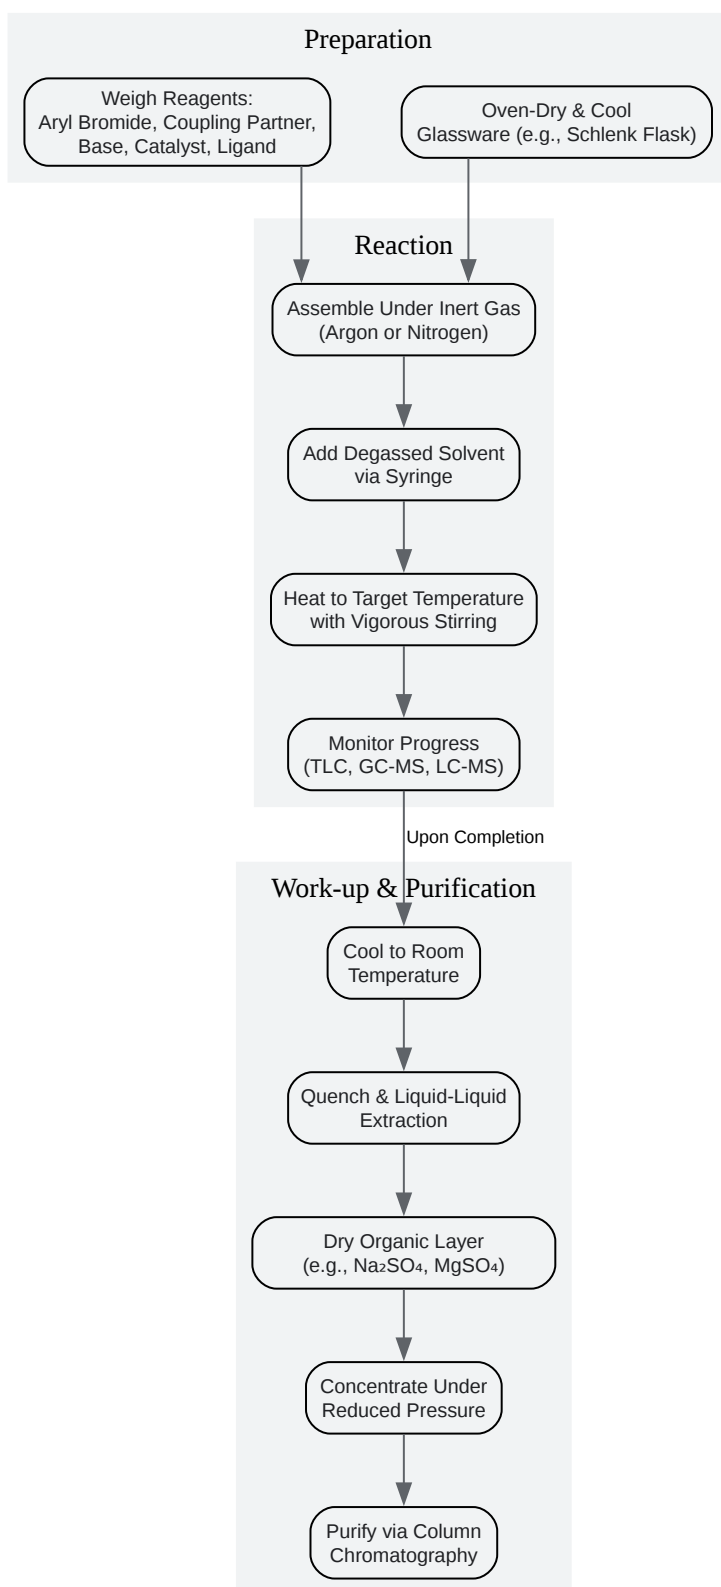 Preparation
Weigh Reagents:
Aryl Bromide, Coupling Partner,
Base, Catalyst, Ligand
Oven-Dry & Cool
Glassware (e.g., Schlenk Flask)
Reaction
Assemble Under Inert Gas
(Argon or Nitrogen)
Add Degassed Solvent
via Syringe
Heat to Target Temperature
with Vigorous Stirring
Monitor Progress
(TLC, GC-MS, LC-MS)
Upon Completion
Work-up & Purification
Cool to Room
Temperature
Quench & Liquid-Liquid
Extraction
Dry Organic Layer
(e.g., Na₂SO₄, MgSO₄)
Concentrate Under
Reduced Pressure
Purify via Column
Chromatography